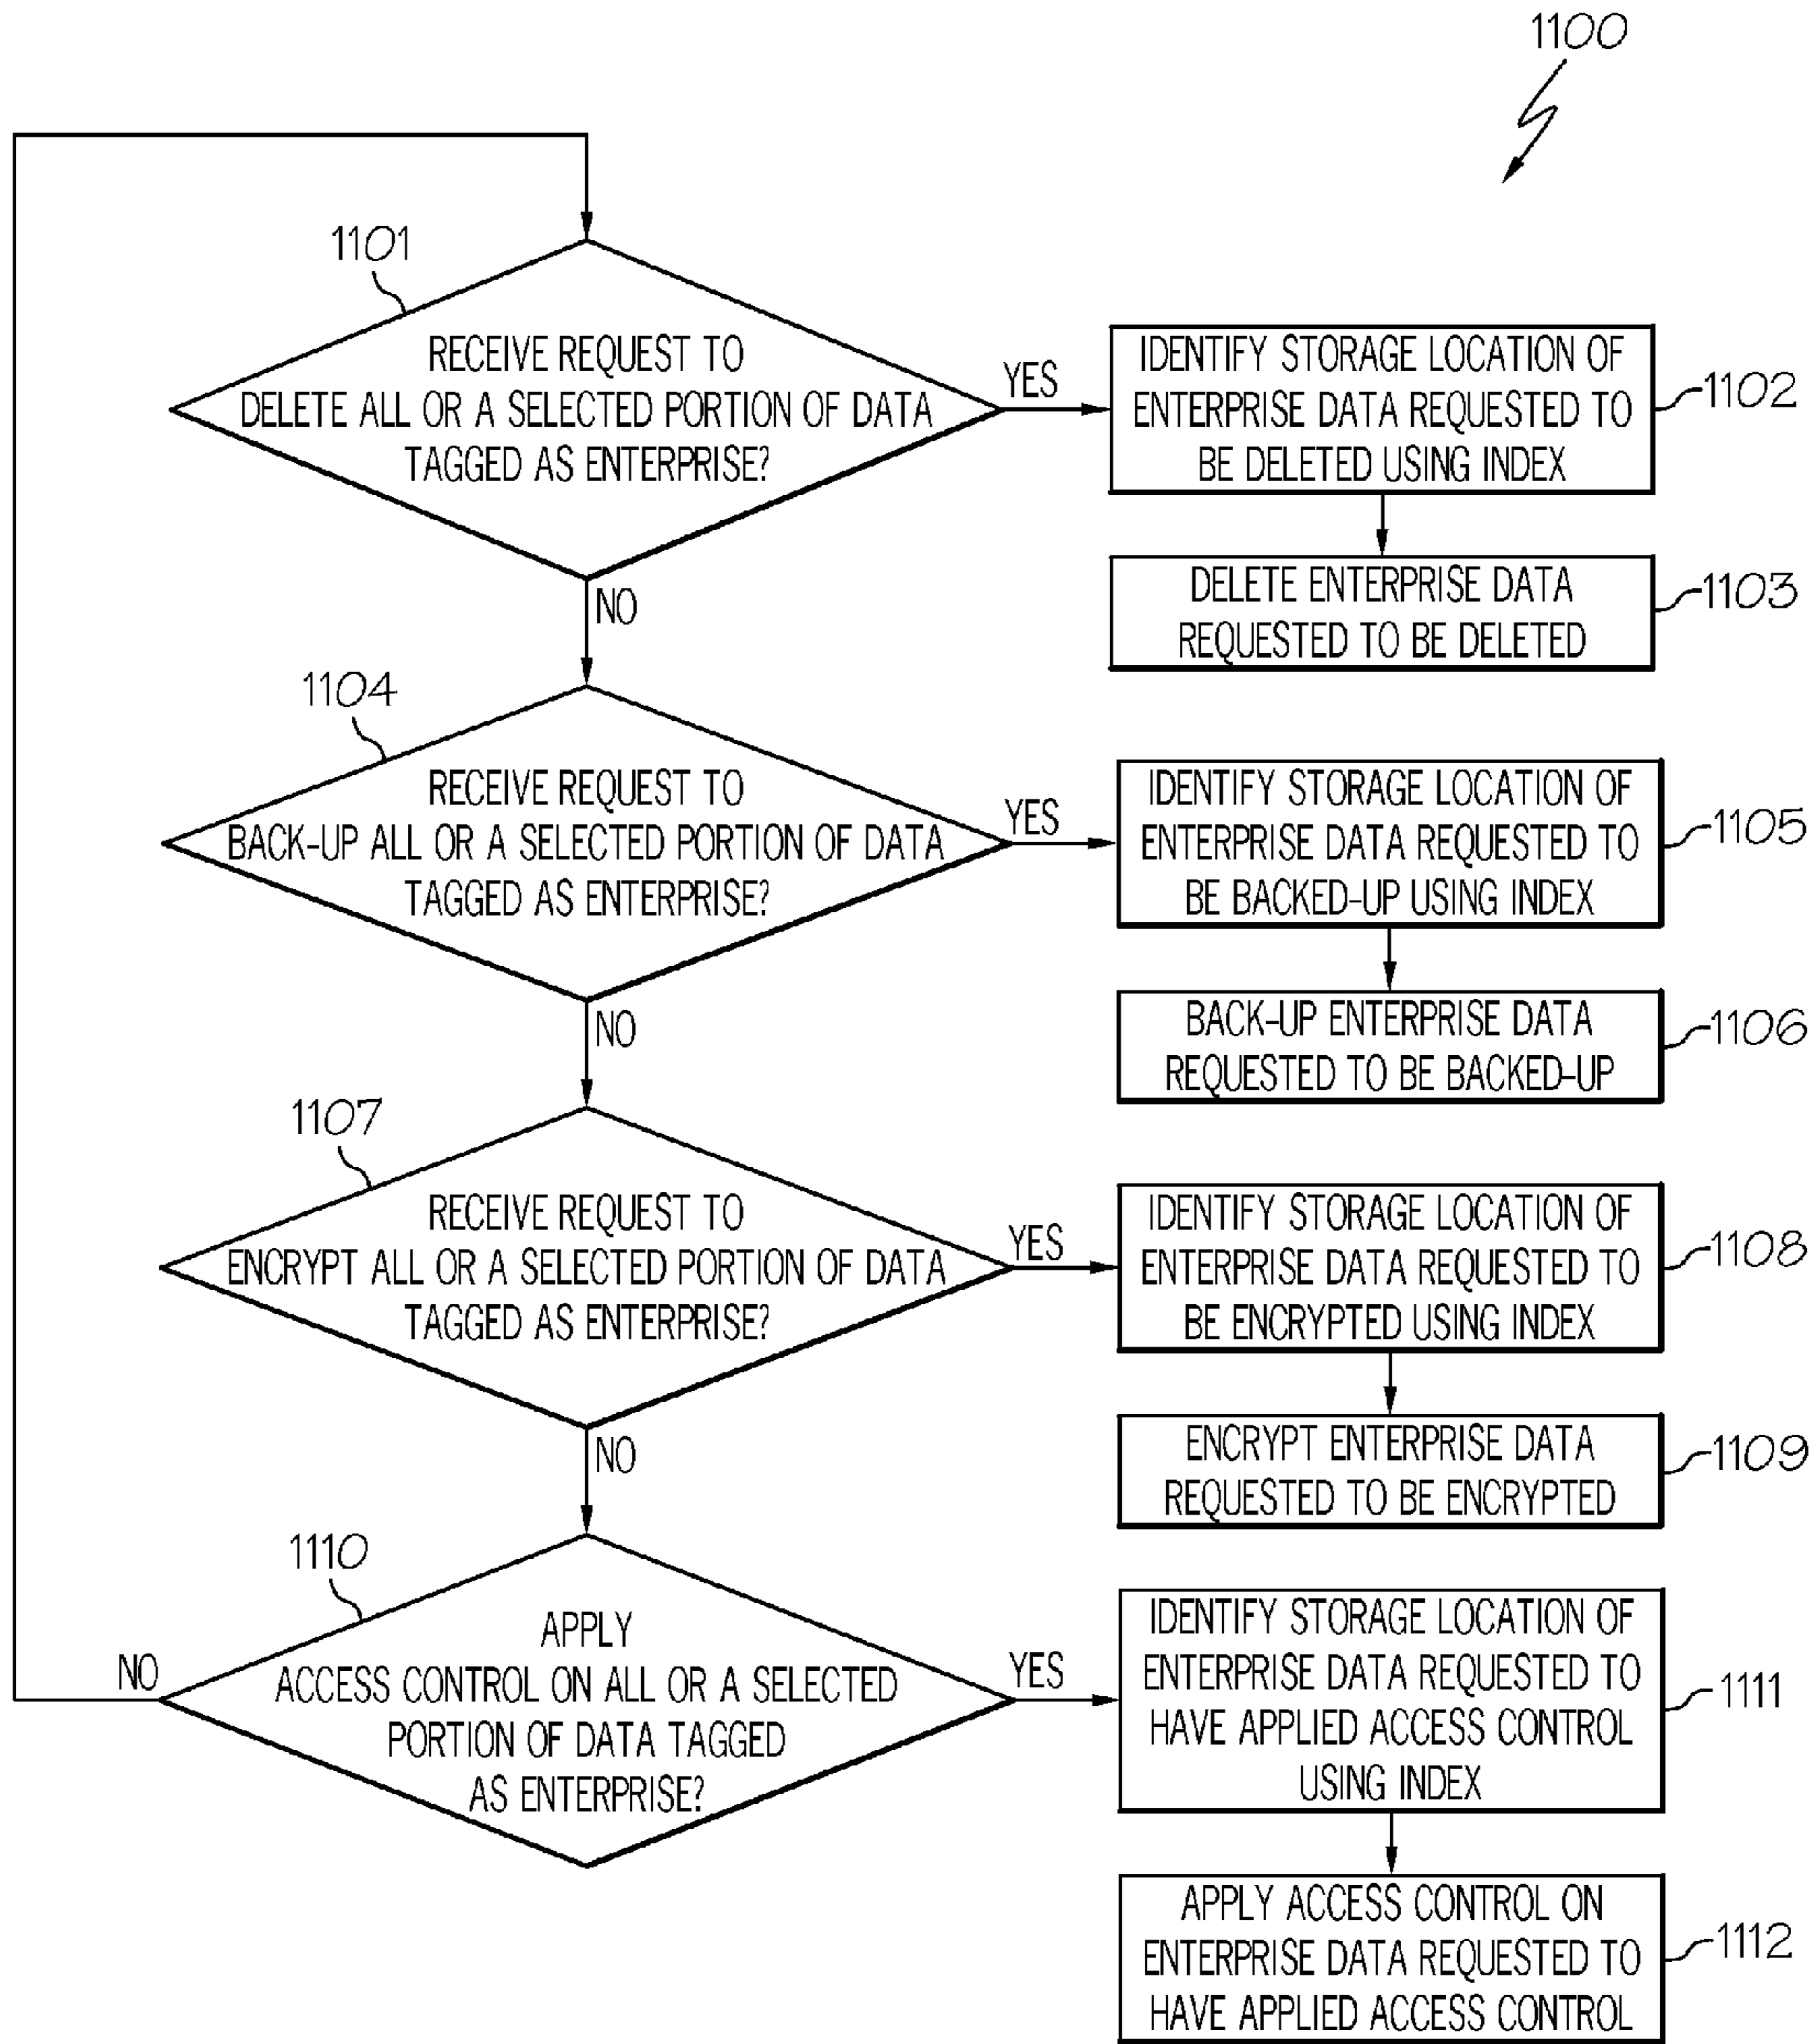 1100
1101
RECEIVE REQUEST TO
DELETE ALL OR A SELECTED PORTION OF DATA
TAGGED AS ENTERPRISE?
YES
IDENTIFY STORAGE LOCATION OF
ENTERPRISE DATA REQUESTED TO
BE DELETED USING INDEX
1102
DELETE ENTERPRISE DATA
REQUESTED TO BE DELETED
1103
NO
1104
RECEIVE REQUEST TO
BACK-UP ALL OR A SELECTED PORTION OF DATA
TAGGED AS ENTERPRISE?
YES
IDENTIFY STORAGE LOCATION OF
ENTERPRISE DATA REQUESTED TO
BE BACKED-UP USING INDEX
1105
BACK-UP ENTERPRISE DATA
REQUESTED TO BE BACKED-UP
1106
NO
1107
RECEIVE REQUEST TO
ENCRYPT ALL OR A SELECTED PORTION OF DATA
TAGGED AS ENTERPRISE?
YES
IDENTIFY STORAGE LOCATION OF
ENTERPRISE DATA REQUESTED TO
BE ENCRYPTED USING INDEX
1108
ENCRYPT ENTERPRISE DATA
REQUESTED TO BE ENCRYPTED
1109
NO
1110
APPLY
ACCESS CONTROL ON ALL OR A SELECTED
PORTION OF DATA TAGGED
AS ENTERPRISE?
NO
YES
IDENTIFY STORAGE LOCATION OF
ENTERPRISE DATA REQUESTED TO
HAVE APPLIED ACCESS CONTROL
USING INDEX
1111
APPLY ACCESS CONTROL ON
ENTERPRISE DATA REQUESTED TO
HAVE APPLIED ACCESS CONTROL
1112